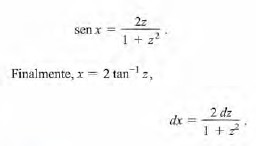 sen x = 2z / (1 + z²) .
Finalmente, x = 2 tan⁻¹ z,
dx = 2 dz / (1 + z²) .